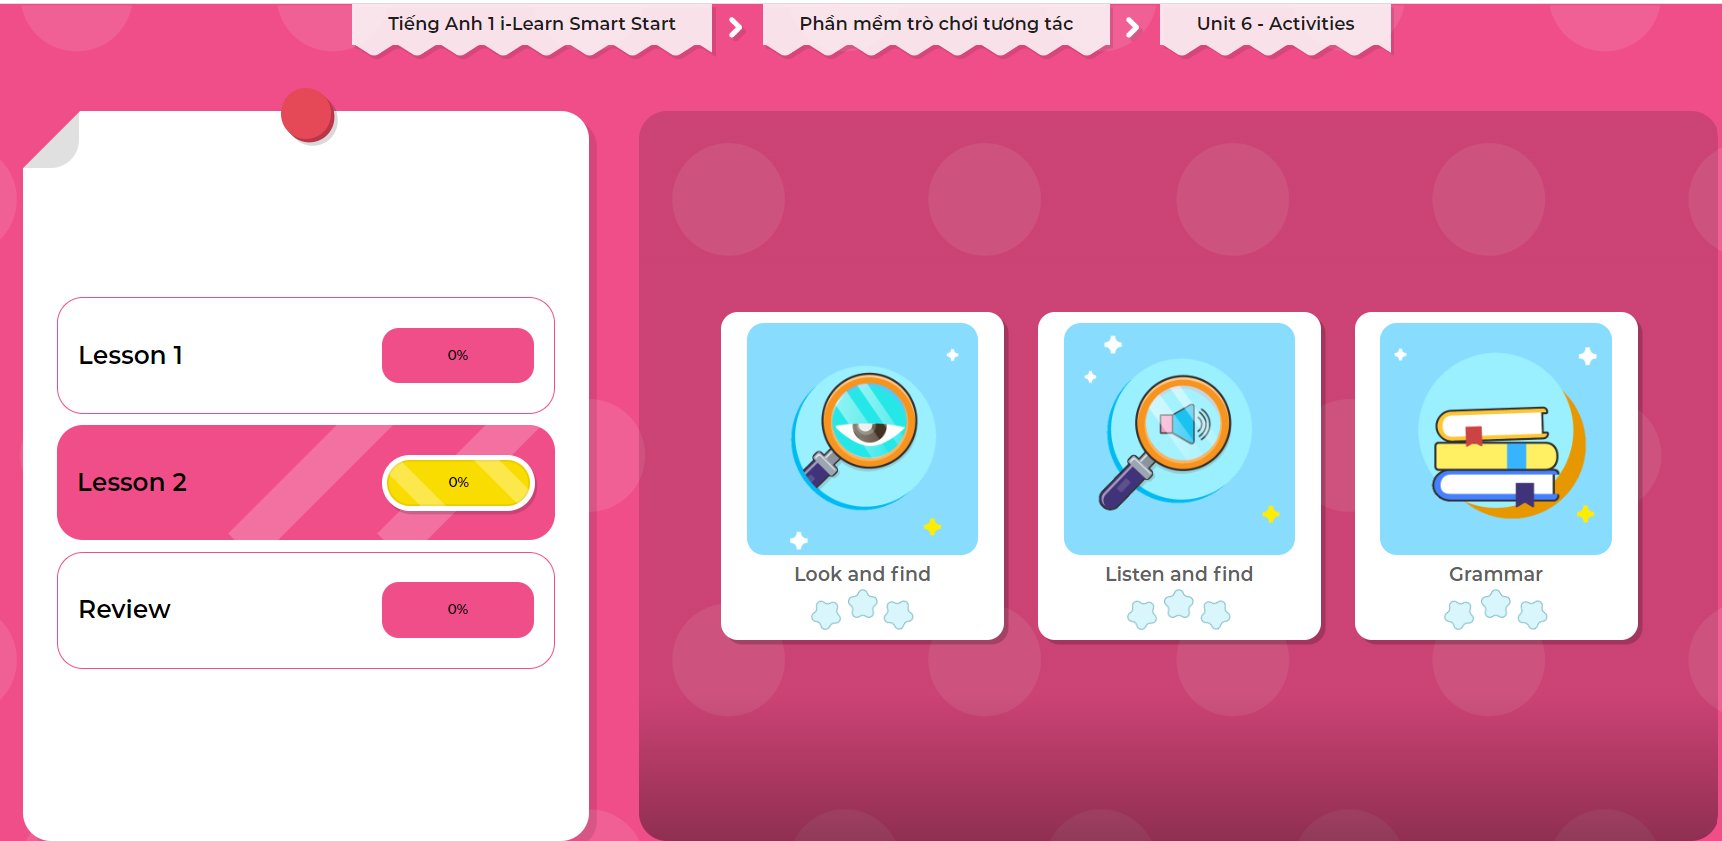 Tiếng Anh 1 i-Learn Smart Start
Phần mềm trò chơi tương tác
Unit 6 - Activities
Lesson 1
0%
Lesson 2
0%
Review
0%
Look and find
Listen and find
Grammar